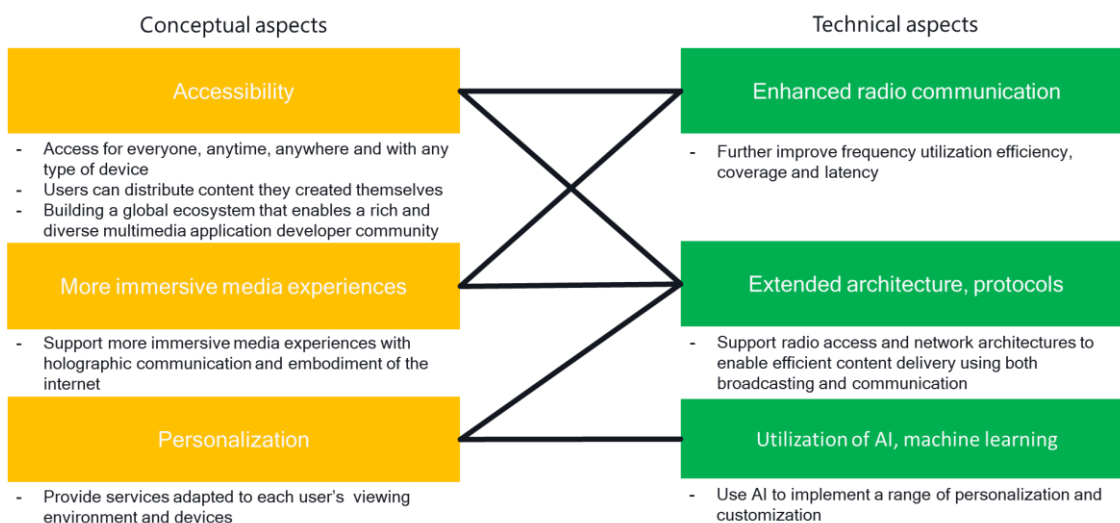 Conceptual aspects
Accessibility
- Access for everyone, anytime, anywhere and with any
type of device
- Users can distribute content they created themselves
- Building a global ecosystem that enables a rich and
diverse multimedia application developer community
More immersive media experiences
- Support more immersive media experiences with
holographic communication and embodiment of the
internet
Personalization
- Provide services adapted to each user's viewing
environment and devices
Technical aspects
Enhanced radio communication
- Further improve frequency utilization efficiency,
coverage and latency
Extended architecture, protocols
- Support radio access and network architectures to
enable efficient content delivery using both
broadcasting and communication
Utilization of AI, machine learning
- Use AI to implement a range of personalization and
customization